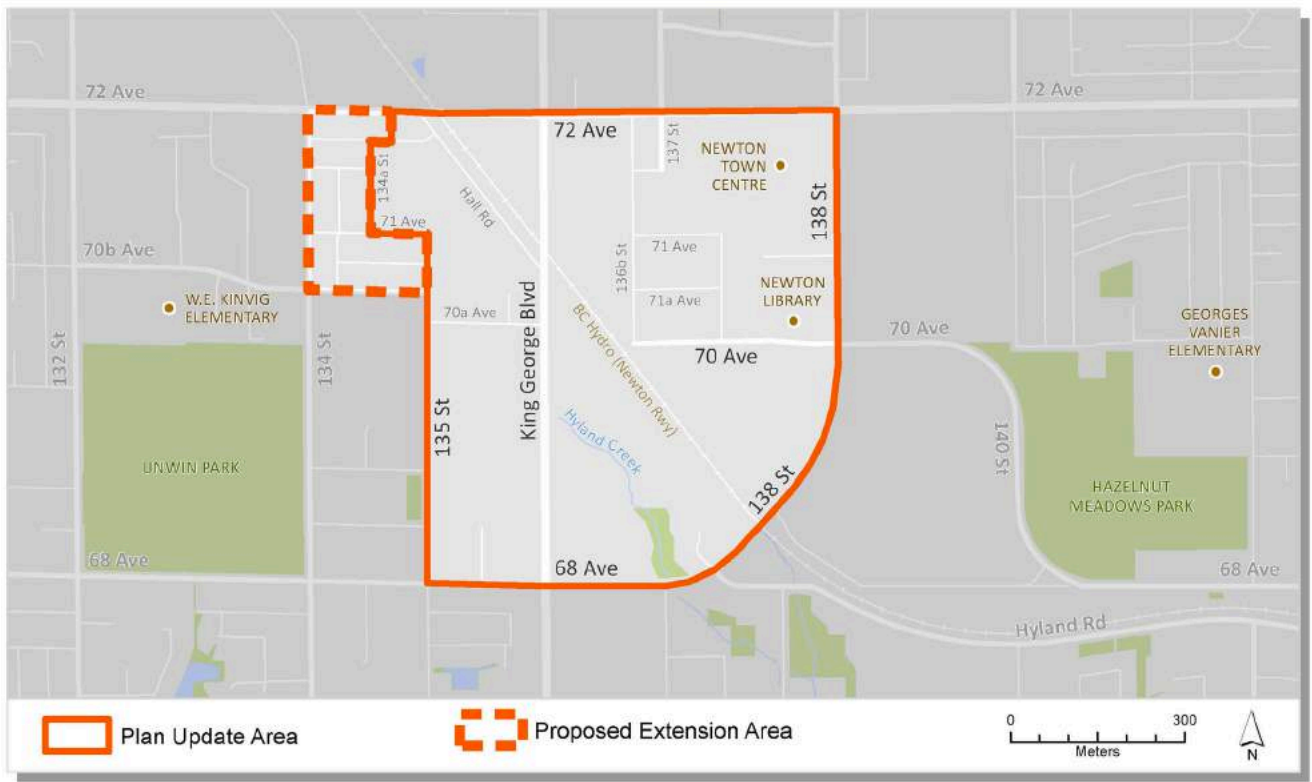 72 Ave
72 Ave
72 Ave
137 St
NEWTON
TOWN
CENTRE
134a St
Hall Rd
138 St
71 Ave
70b Ave
136b St
71 Ave
W.E. KINVIG
ELEMENTARY
70a Ave
71a Ave
NEWTON
LIBRARY
King George Blvd
BC Hydro (Newton Rwy)
70 Ave
70 Ave
GEORGES
VANIER
ELEMENTARY
132 St
134 St
135 St
Hyland Creek
140 St
UNWIN PARK
138 St
HAZELNUT
MEADOWS PARK
68 Ave
68 Ave
68 Ave
Hyland Rd
Plan Update Area
Proposed Extension Area
0 300
Meters
N